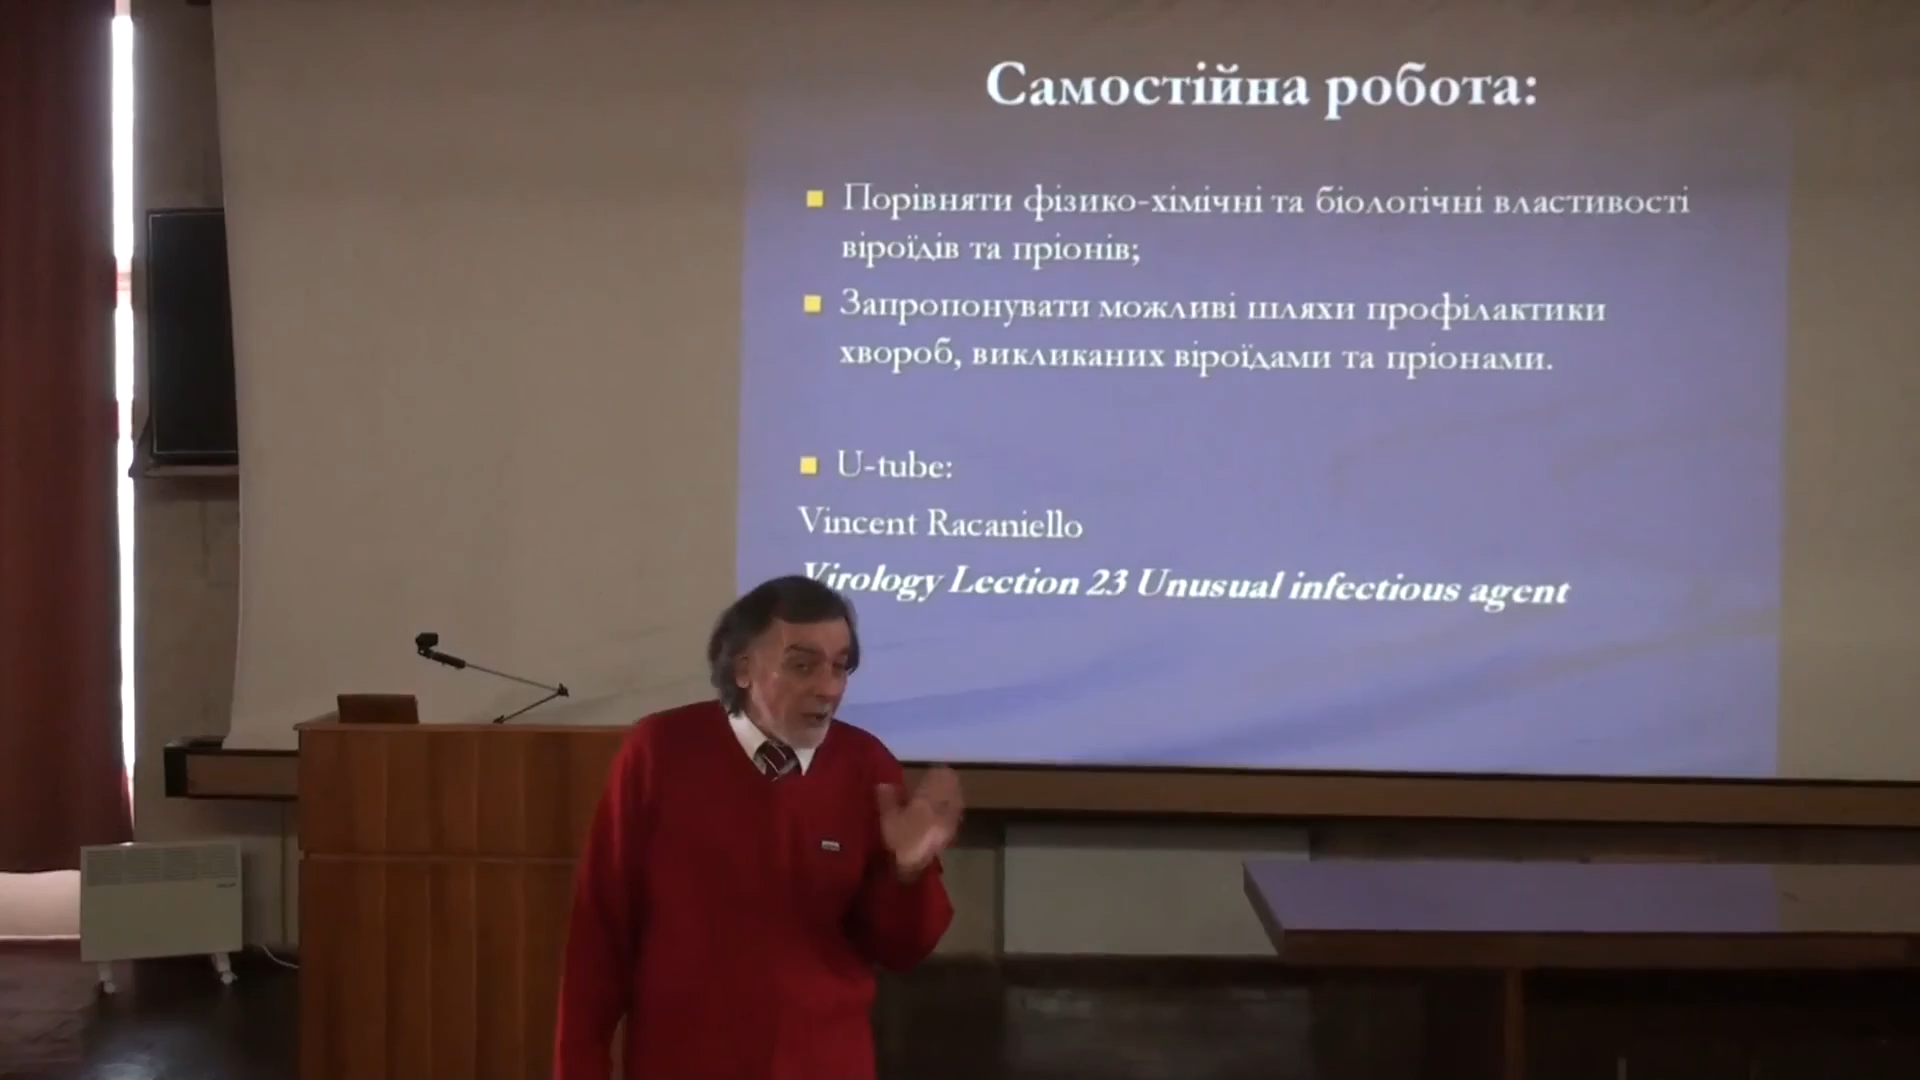 Самостійна робота:
Порівняти фізико-хімічні та біологічні властивості
віроїдів та пріонів;
Запропонувати можливі шляхи профілактики
хвороб, викликаних віроїдами та пріонами.
U-tube:
Vincent Racaniello
Virology Lection 23 Unusual infectious agent